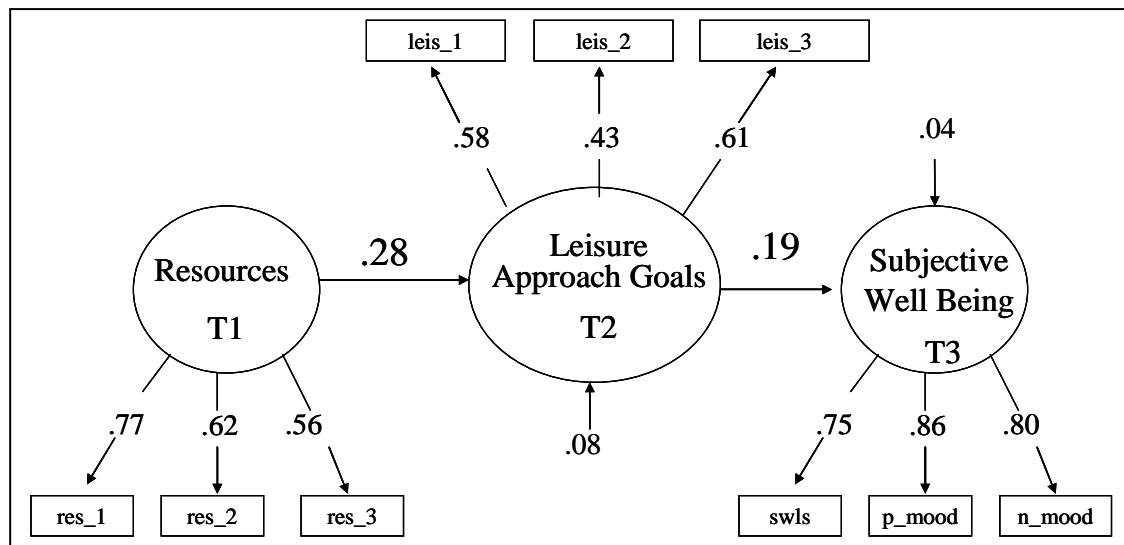 leis_1
leis_2
leis_3
.58
.43
.61
.04
Resources
T1
.28
Leisure
Approach Goals
T2
.19
Subjective
Well Being
T3
.77
.62
.56
.08
.75
.86
.80
res_1
res_2
res_3
swls
p_mood
n_mood